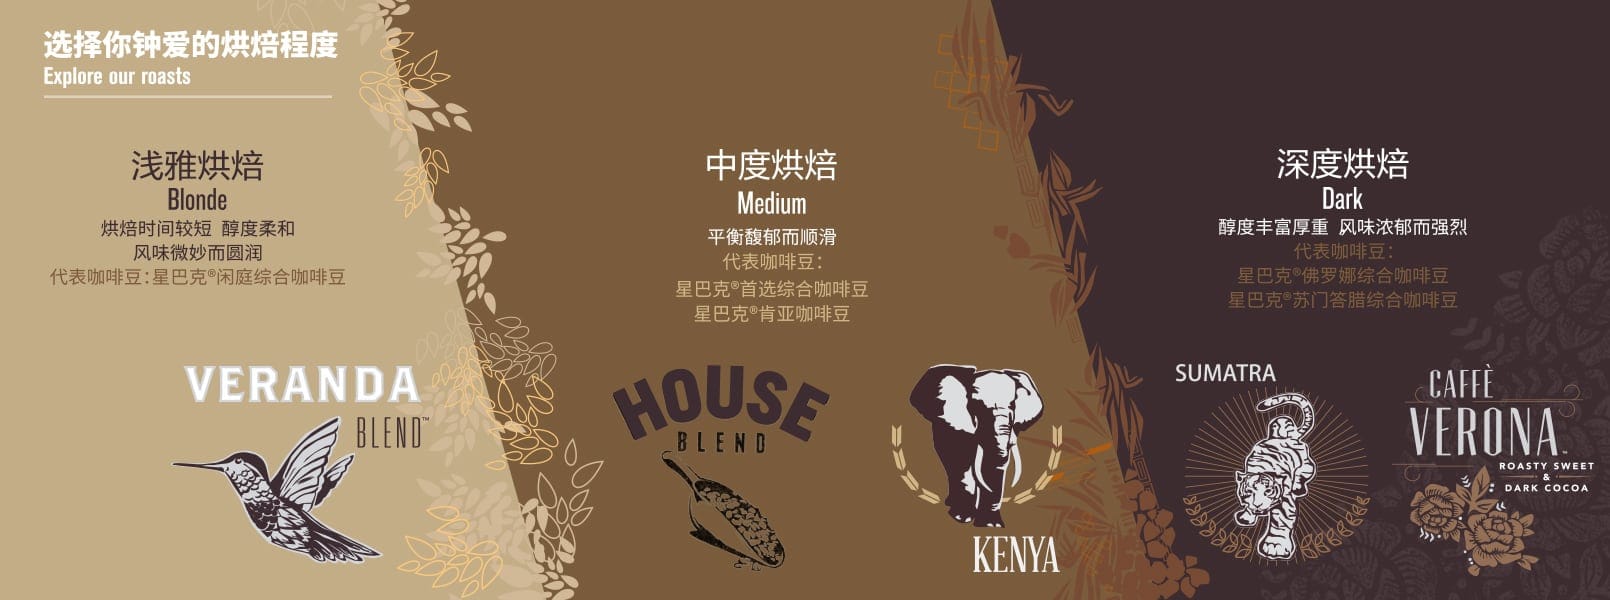 选择你钟爱的烘焙程度
Explore our roasts
浅雅烘焙
Blonde
烘焙时间较短 醇度柔和
风味微妙而圆润
代表咖啡豆：星巴克®闲庭综合咖啡豆
VERANDA
BLEND™
中度烘焙
Medium
平衡馥郁而顺滑
代表咖啡豆：
星巴克®首选综合咖啡豆
星巴克®肯亚咖啡豆
HOUSE
BLEND
KENYA
深度烘焙
Dark
醇度丰富厚重 风味浓郁而强烈
代表咖啡豆：
星巴克®佛罗娜综合咖啡豆
星巴克®苏门答腊综合咖啡豆
SUMATRA
CAFFÈ
VERONA™
ROASTY SWEET
&
DARK COCOA